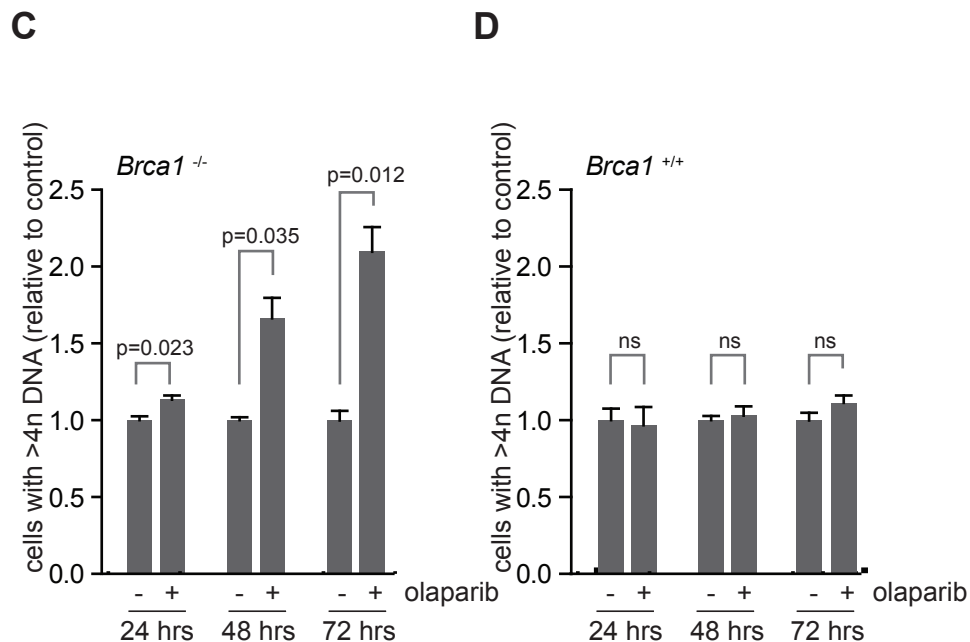 C
D
cells with >4n DNA (relative to control)
Brca1 -/-
2.5
2.0
1.5
1.0
0.5
0.0
p=0.023
p=0.035
p=0.012
- + - + - + olaparib
24 hrs 48 hrs 72 hrs
cells with >4n DNA (relative to control)
Brca1 +/+
2.5
2.0
1.5
1.0
0.5
0.0
ns ns ns
- + - + - + olaparib
24 hrs 48 hrs 72 hrs